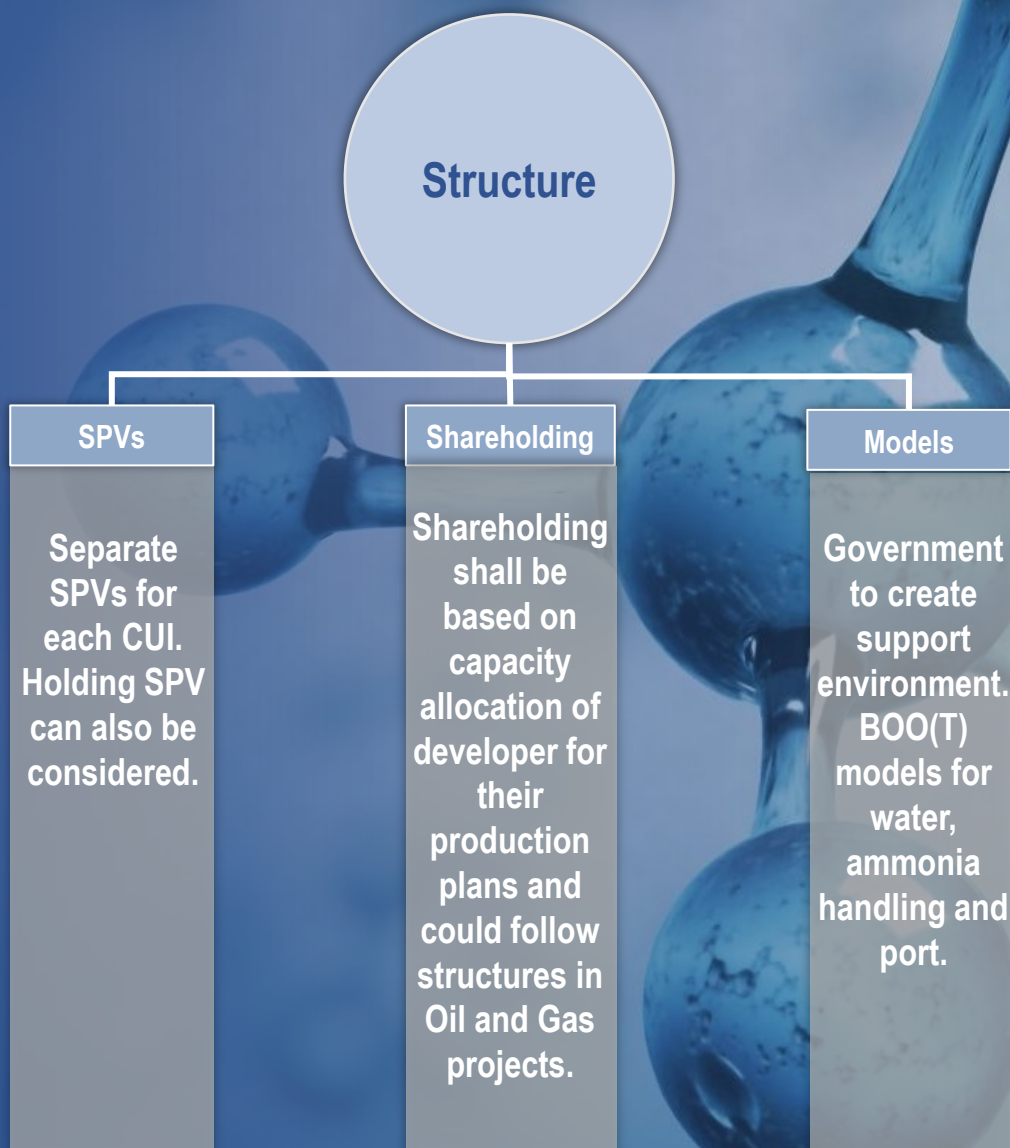 Structure
SPVs
Separate
SPVs for
each CUI.
Holding SPV
can also be
considered.
Shareholding
Shareholding
shall be
based on
capacity
allocation of
developer for
their
production
plans and
could follow
structures in
Oil and Gas
projects.
Models
Government
to create
support
environment.
BOO(T)
models for
water,
ammonia
handling and
port.